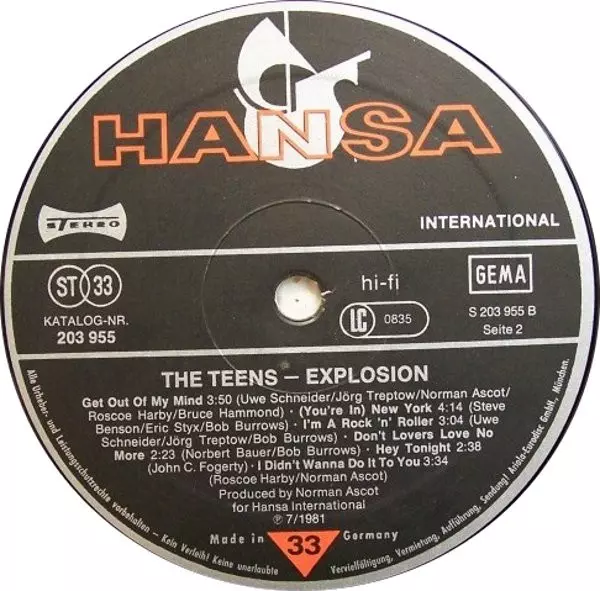 HANSA
STEREO
INTERNATIONAL
ST 33
hi-fi
GEMA
KATALOG-NR.
203 955
LC 0835
S 203 955 B
Seite 2
THE TEENS – EXPLOSION
Get Out Of My Mind 3:50 (Uwe Schneider/Jörg Treptow/Norman Ascot/
Roscoe Harby/Bruce Hammond) · (You're In) New York 4:14 (Steve
Benson/Eric Styx/Bob Burrows) · I'm A Rock 'n' Roller 3:04 (Uwe
Schneider/Jörg Treptow/Bob Burrows) · Don't Lovers Love No
More 2:23 (Norbert Bauer/Bob Burrows) · Hey Tonight 2:38
(John C. Fogerty) · I Didn't Wanna Do It To You 3:34
(Roscoe Harby/Norman Ascot)
Produced by Norman Ascot
for Hansa International
℗ 7/1981
Made in Germany
33
Alle Urheber- und Leistungsschutzrechte vorbehalten – Kein Verleih! Keine unerlaubte Vervielfältigung, Vermietung, Aufführung, Sendung! Ariola-Eurodisc GmbH, München.